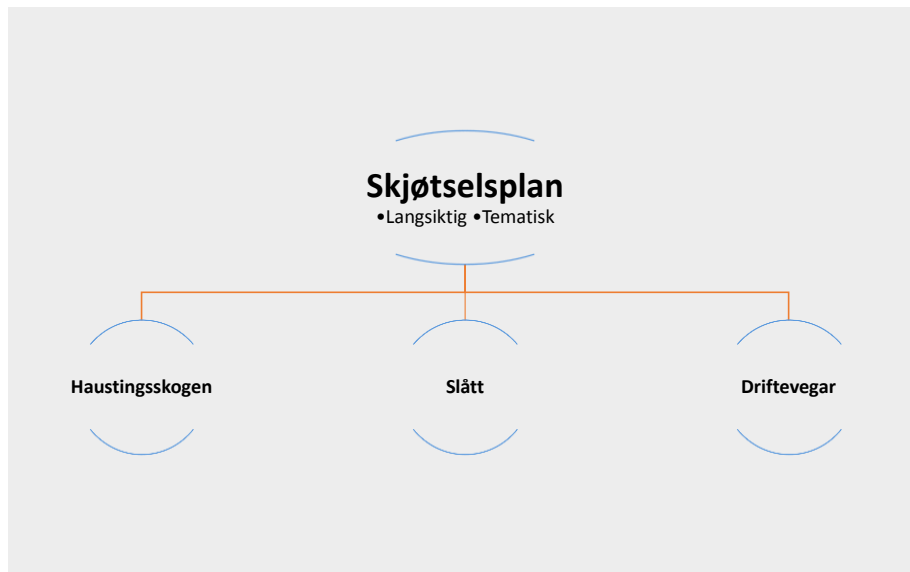 Skjøtselsplan
•Langsiktig •Tematisk
Haustingsskogen
Slått
Driftevegar